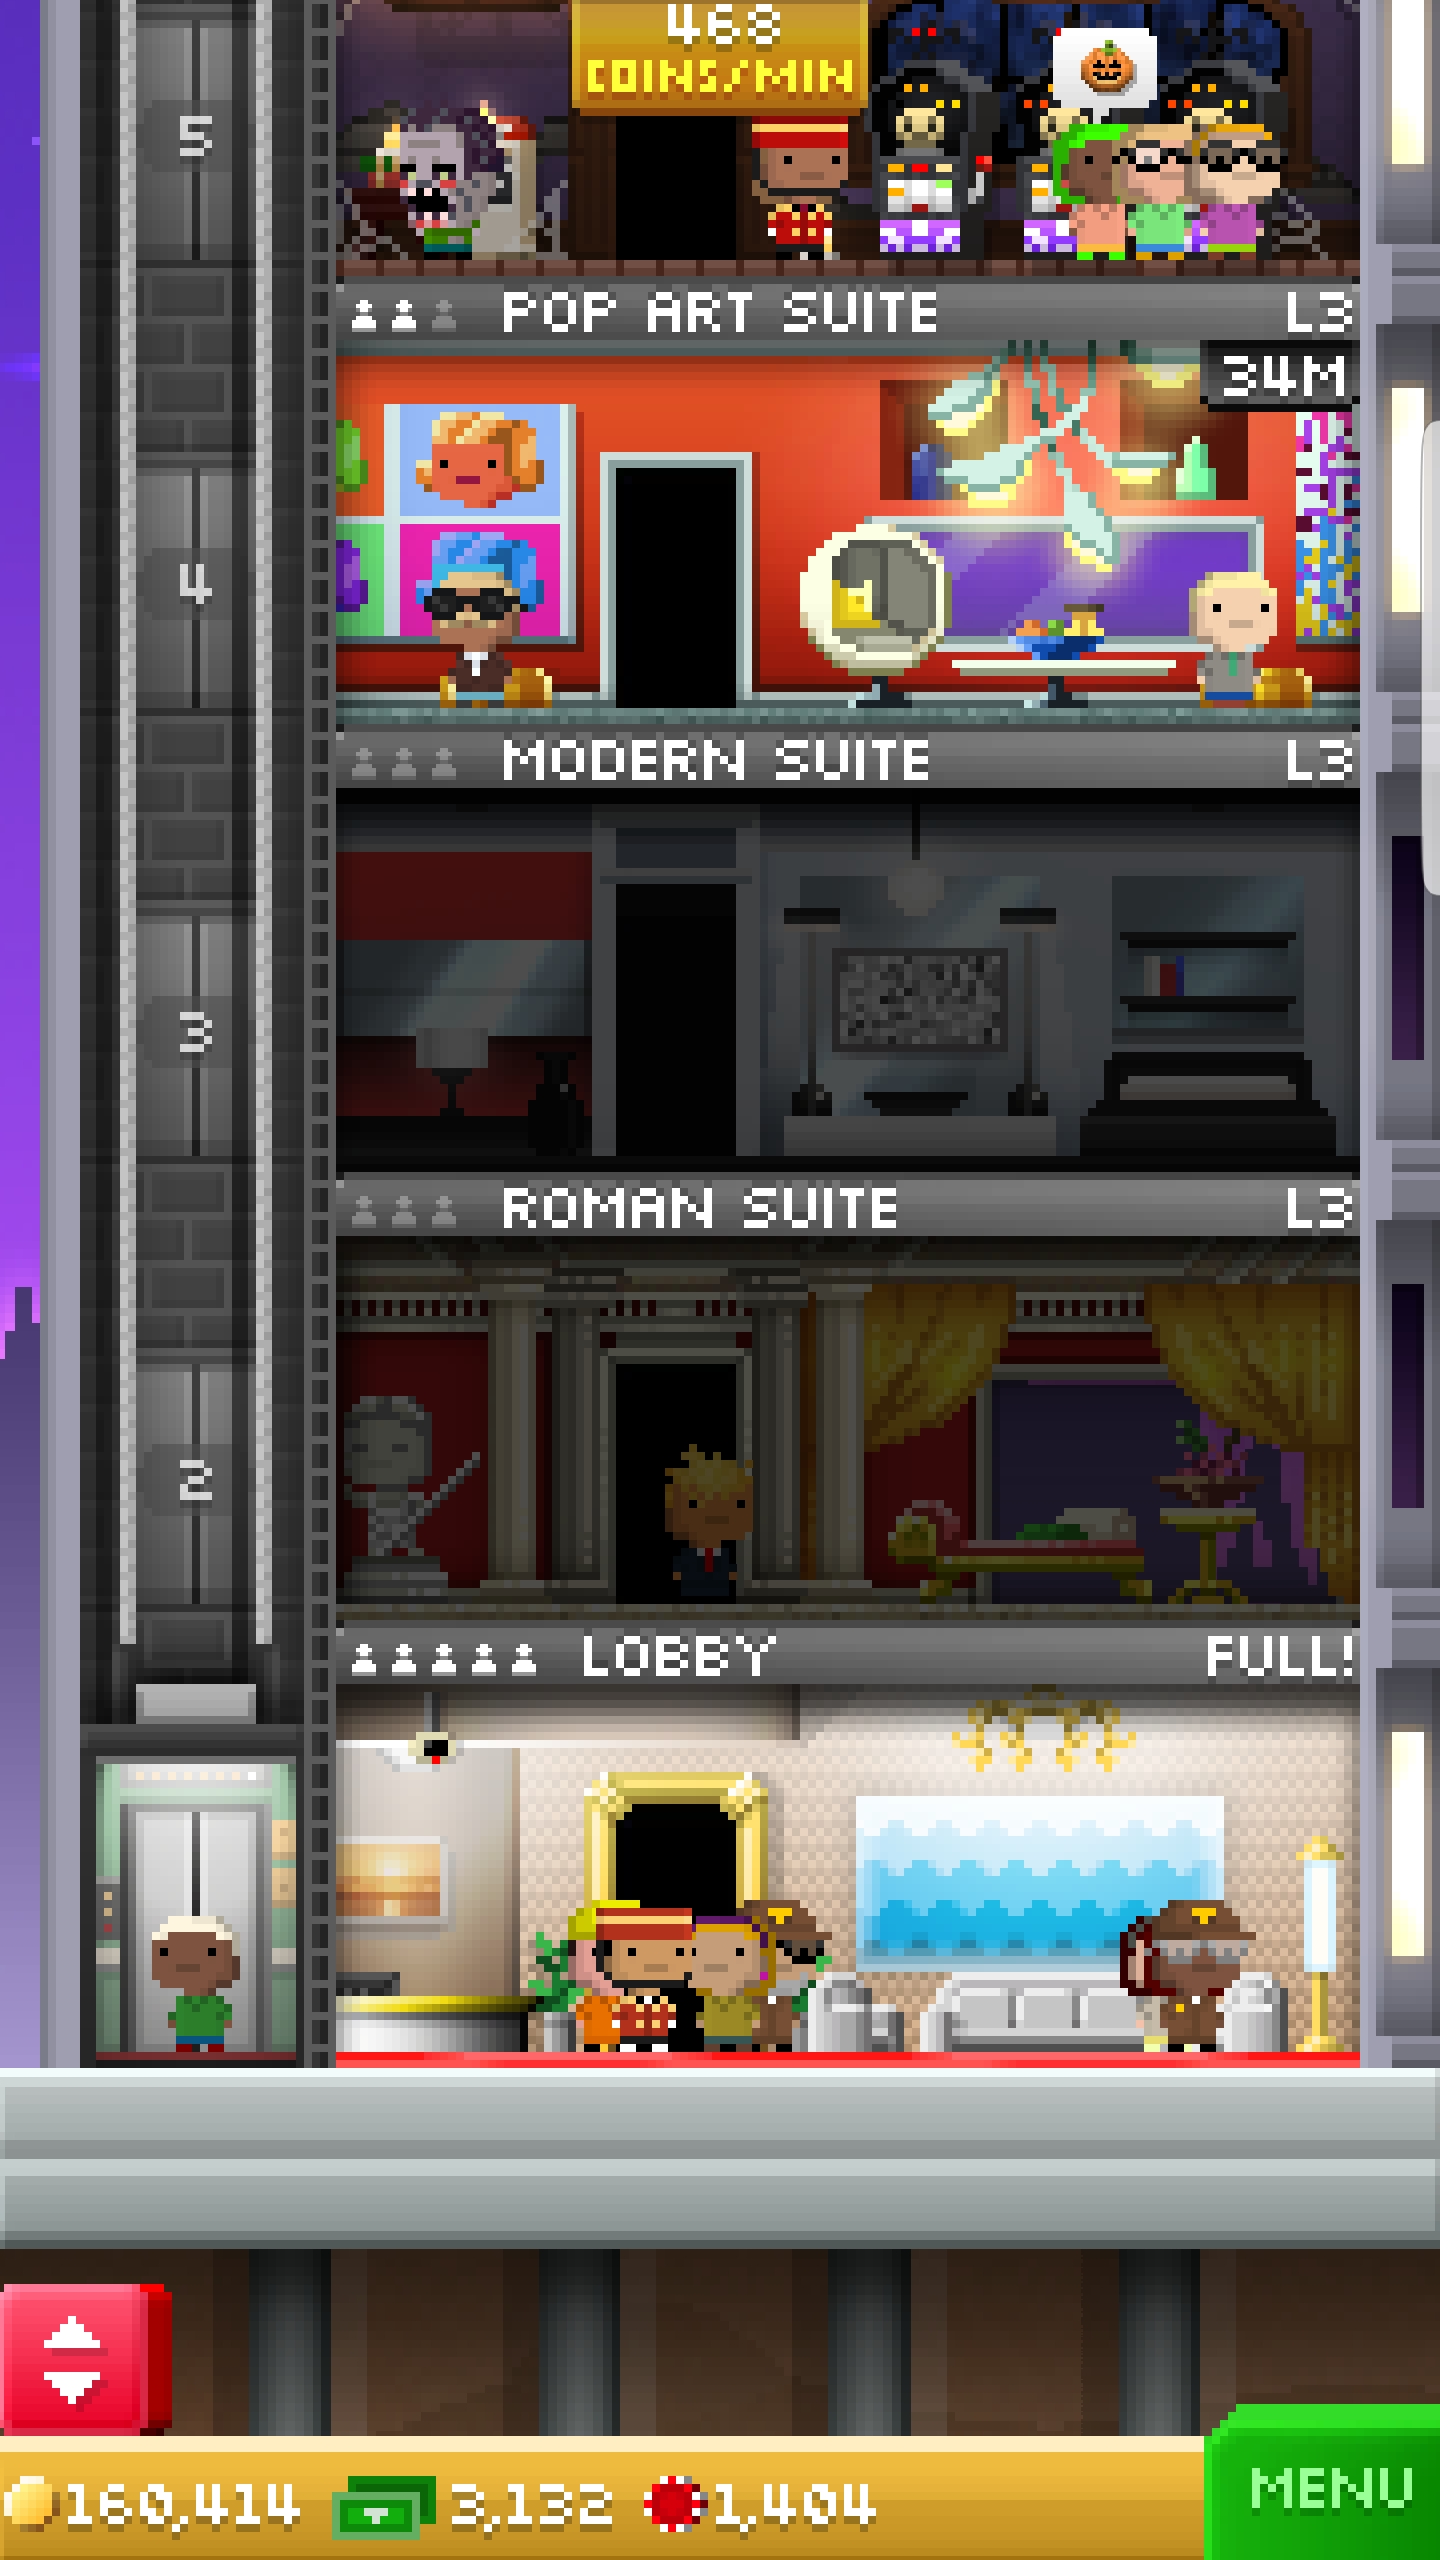 468
COINS/MIN
5
POP ART SUITE L3
34M
4
MODERN SUITE L3
3
ROMAN SUITE L3
2
LOBBY FULL!
MENU
160,414 3,132 1,404